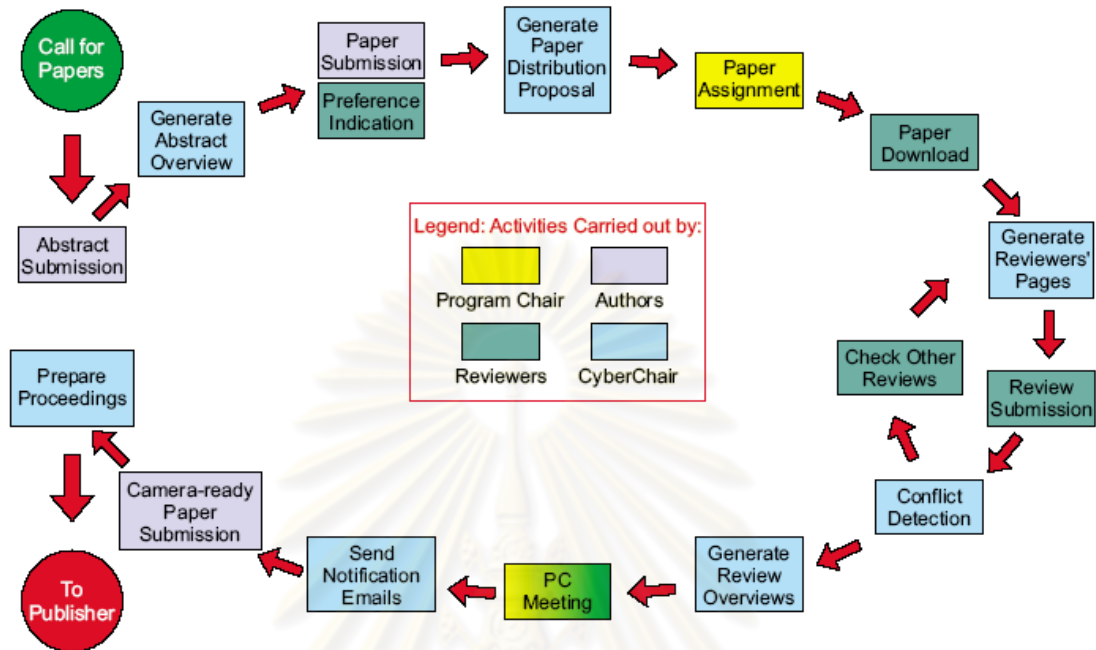 Call for
Papers
Abstract
Submission
Generate
Abstract
Overview
Paper
Submission
Preference
Indication
Generate
Paper
Distribution
Proposal
Paper
Assignment
Paper
Download
Generate
Reviewers'
Pages
Review
Submission
Conflict
Detection
Check Other
Reviews
Generate
Review
Overviews
PC
Meeting
Send
Notification
Emails
Camera-ready
Paper
Submission
Prepare
Proceedings
To
Publisher
Legend: Activities Carried out by:
Program Chair
Authors
Reviewers
CyberChair